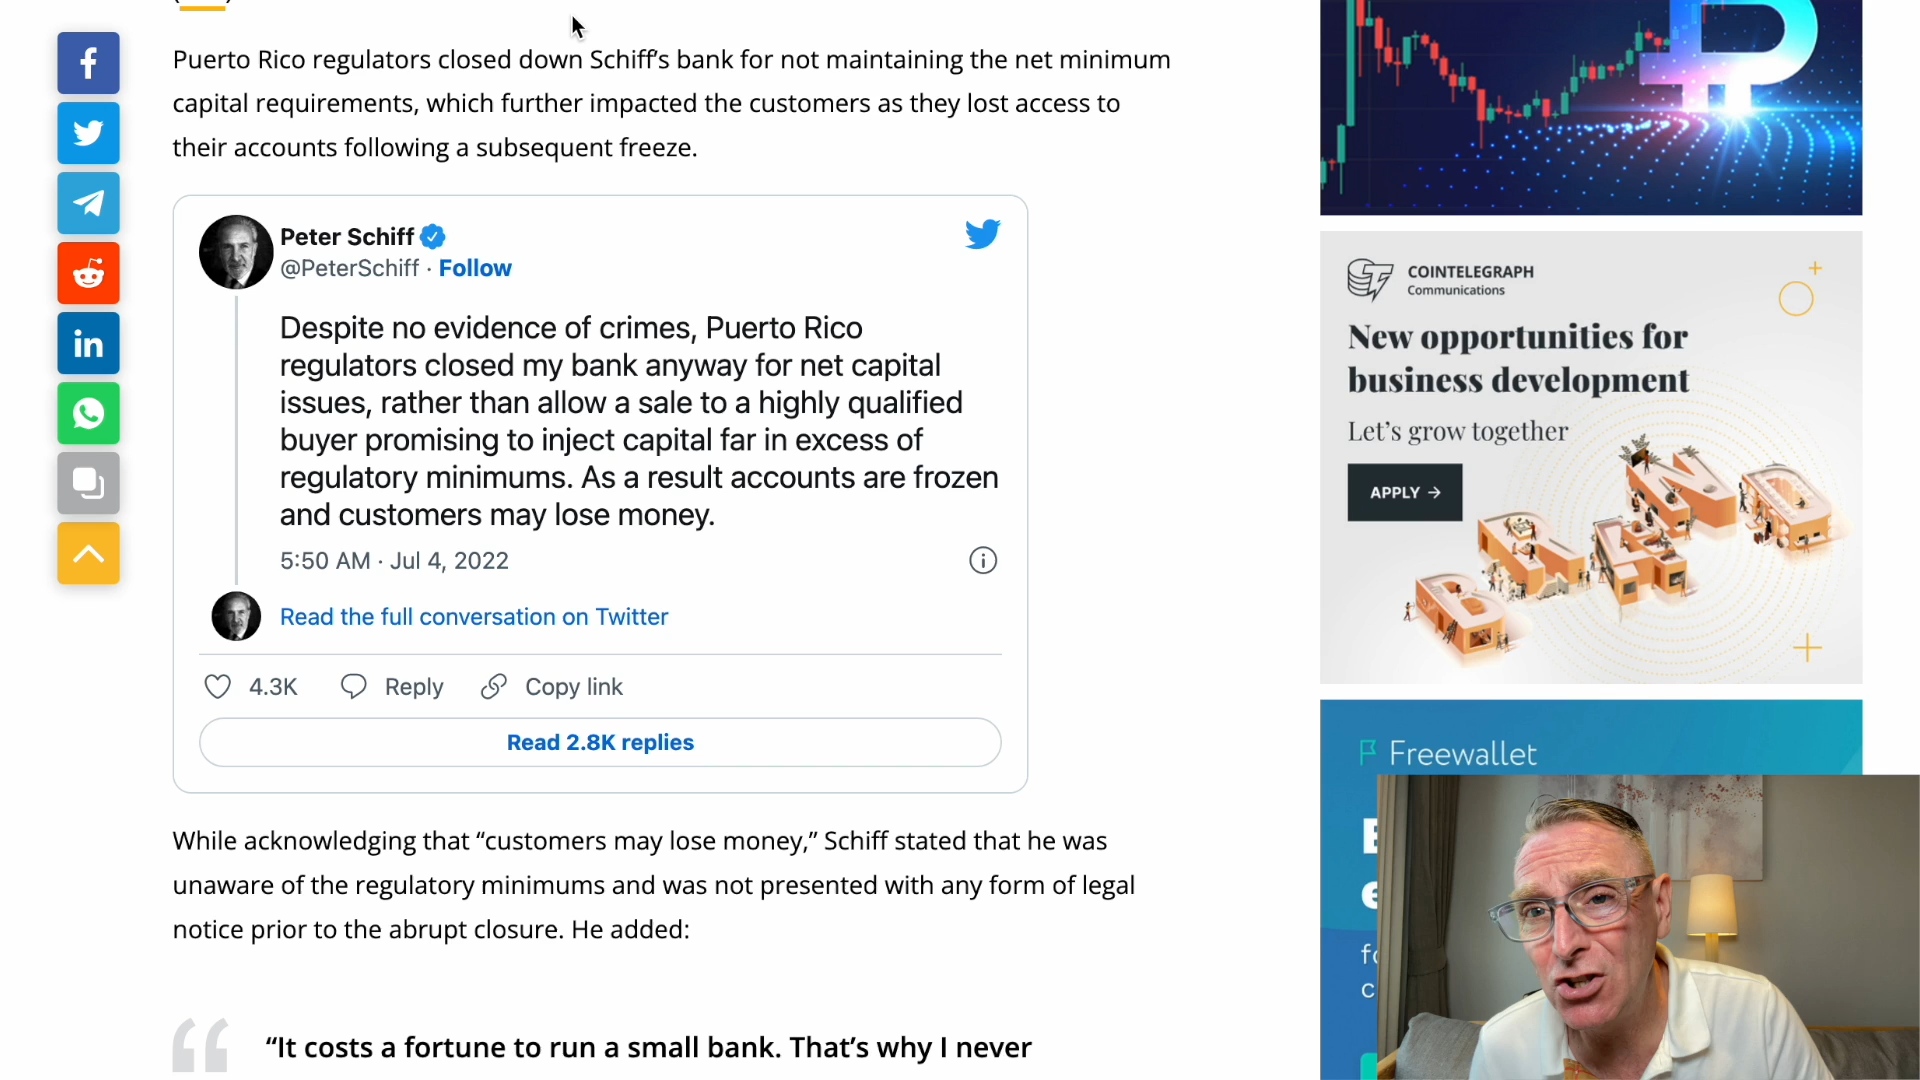 Puerto Rico regulators closed down Schiff’s bank for not maintaining the net minimum
capital requirements, which further impacted the customers as they lost access to
their accounts following a subsequent freeze.
Peter Schiff
@PeterSchiff · Follow
Despite no evidence of crimes, Puerto Rico
regulators closed my bank anyway for net capital
issues, rather than allow a sale to a highly qualified
buyer promising to inject capital far in excess of
regulatory minimums. As a result accounts are frozen
and customers may lose money.
5:50 AM · Jul 4, 2022
Read the full conversation on Twitter
4.3K Reply Copy link
Read 2.8K replies
While acknowledging that “customers may lose money,” Schiff stated that he was
unaware of the regulatory minimums and was not presented with any form of legal
notice prior to the abrupt closure. He added:
“It costs a fortune to run a small bank. That’s why I never
COINTELEGRAPH
Communications
New opportunities for
business development
Let’s grow together
APPLY →
Freewallet